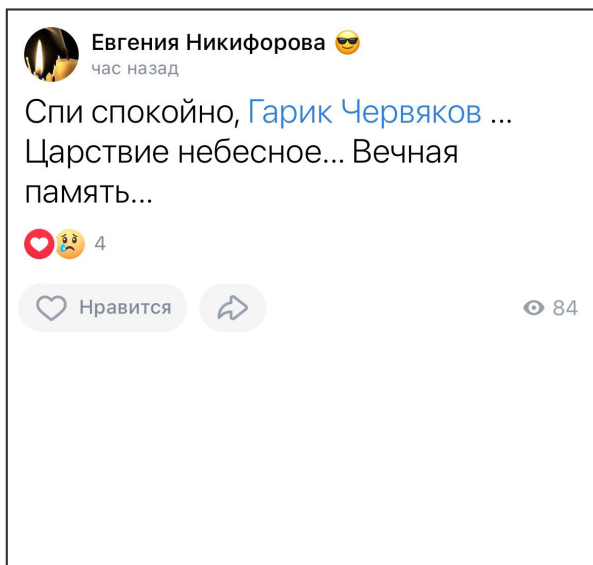 Евгения Никифорова 😎
час назад
Спи спокойно, Гарик Червяков ...
Царствие небесное... Вечная
память...
4
Нравится
84